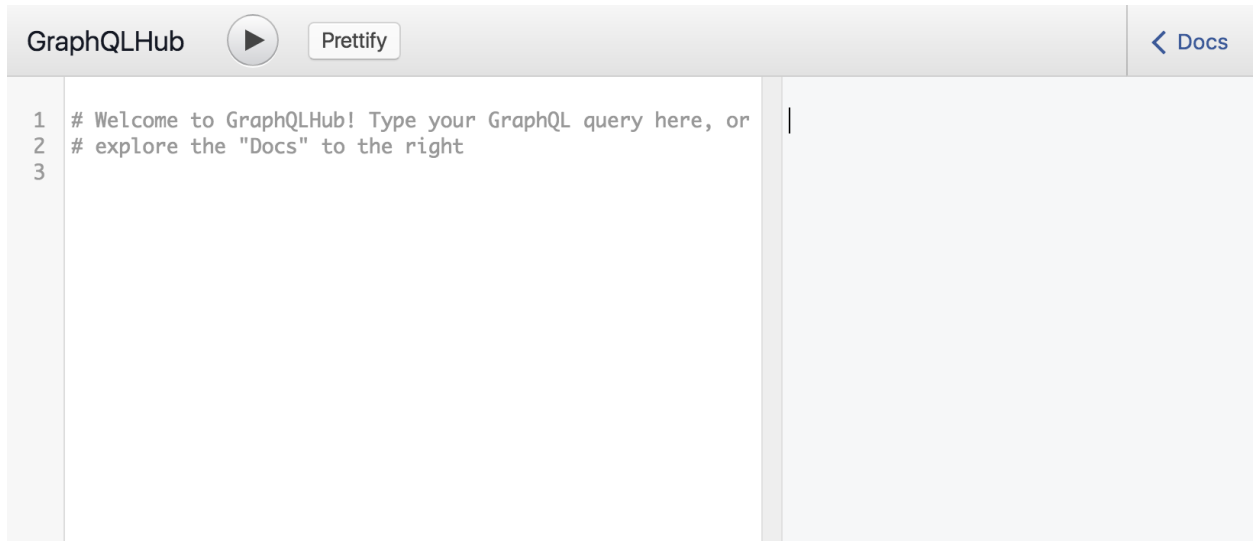 GraphQLHub
Prettify
Docs
1 # Welcome to GraphQLHub! Type your GraphQL query here, or
2 # explore the "Docs" to the right
3